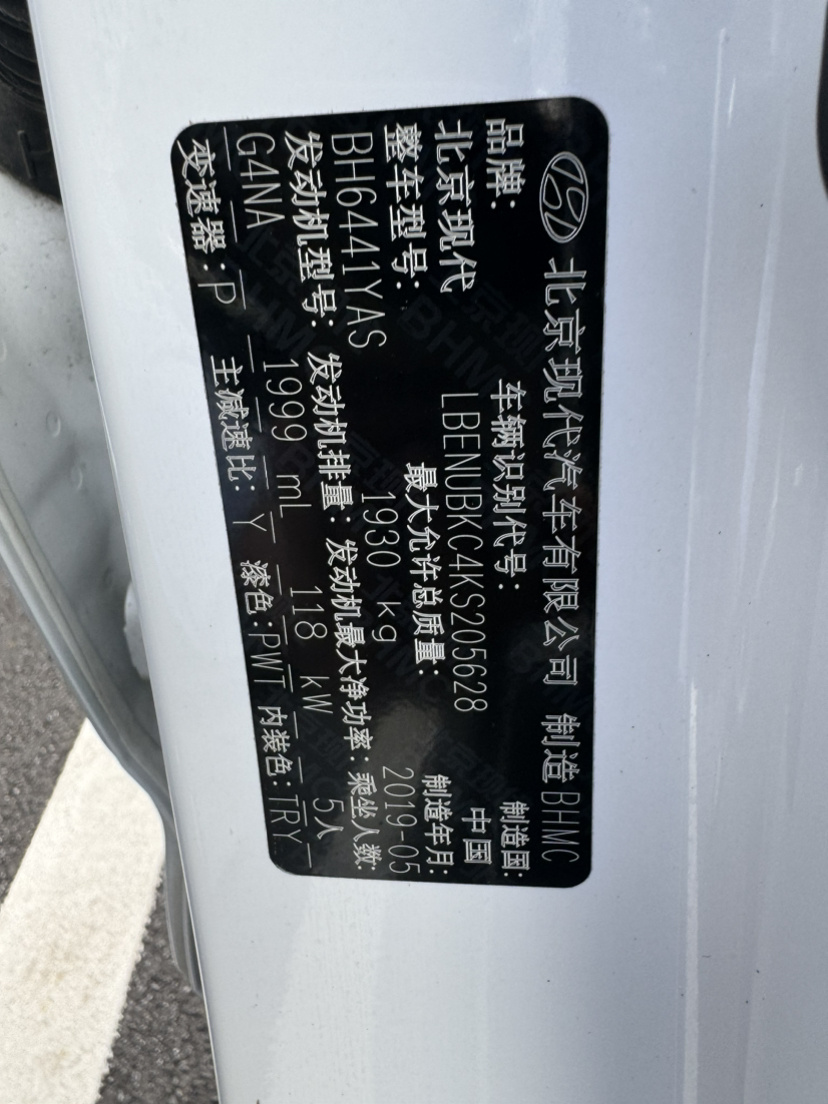 北京现代汽车有限公司 制造 BHMC
品牌: 车辆识别代号: 制造国:
北京现代 LBENUBKC4KS205628 中国
整车型号: 最大允许总质量: 制造年月:
BH6441YAS 1930 kg 2019-05
发动机型号: 发动机排量: 发动机最大净功率: 乘坐人数:
G4NA 1999 mL 118 kW 5人
变速器: P 主减速比: Y 漆色: PWT 内装色: TRY